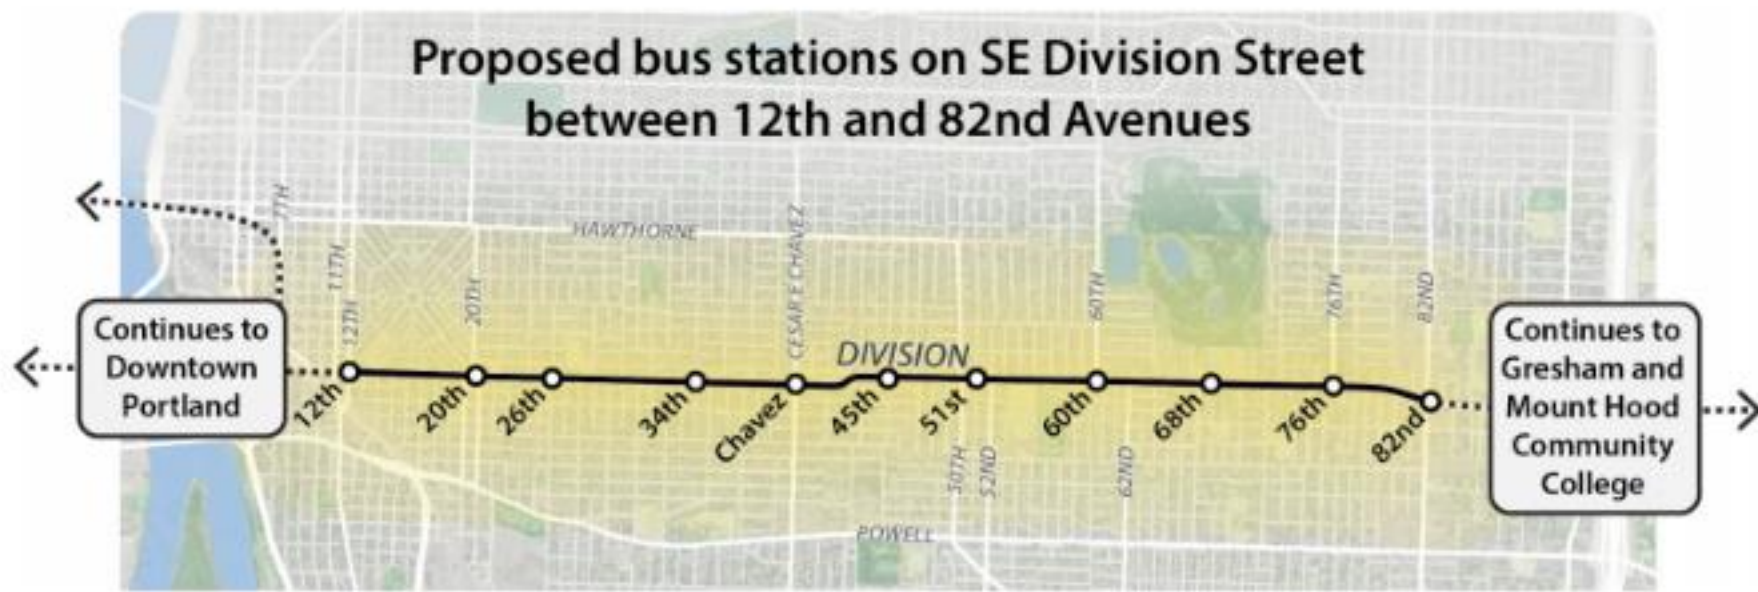 Proposed bus stations on SE Division Street
between 12th and 82nd Avenues
7TH
HAWTHORNE
CESAR E CHAVEZ
11TH
12TH
20TH
60TH
76TH
82ND
Continues to
Downtown
Portland
DIVISION
Continues to
Gresham and
Mount Hood
Community
College
12th
20th
26th
34th
Chavez
45th
51st
60th
68th
76th
82nd
50TH
52ND
62ND
POWELL